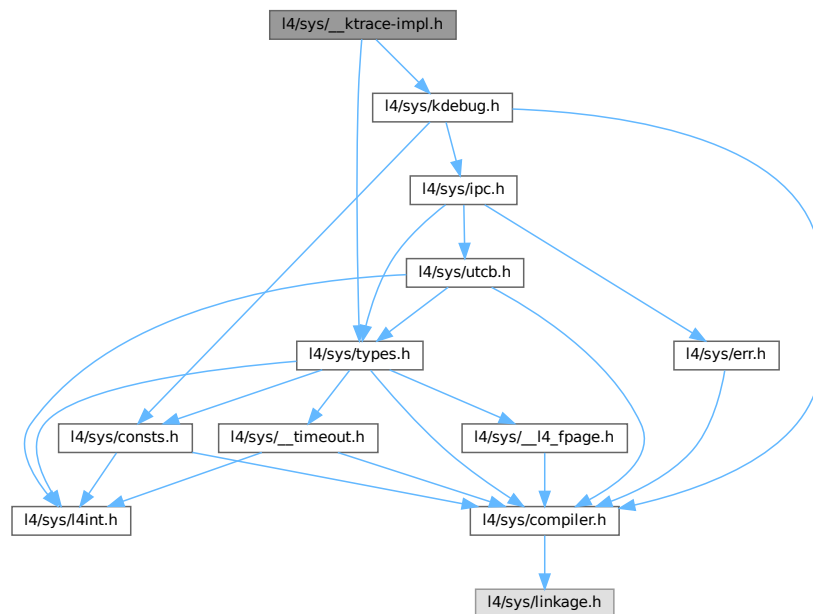 l4/sys/__ktrace-impl.h
l4/sys/kdebug.h
l4/sys/ipc.h
l4/sys/utcb.h
l4/sys/types.h
l4/sys/err.h
l4/sys/consts.h
l4/sys/__timeout.h
l4/sys/__l4_fpage.h
l4/sys/l4int.h
l4/sys/compiler.h
l4/sys/linkage.h